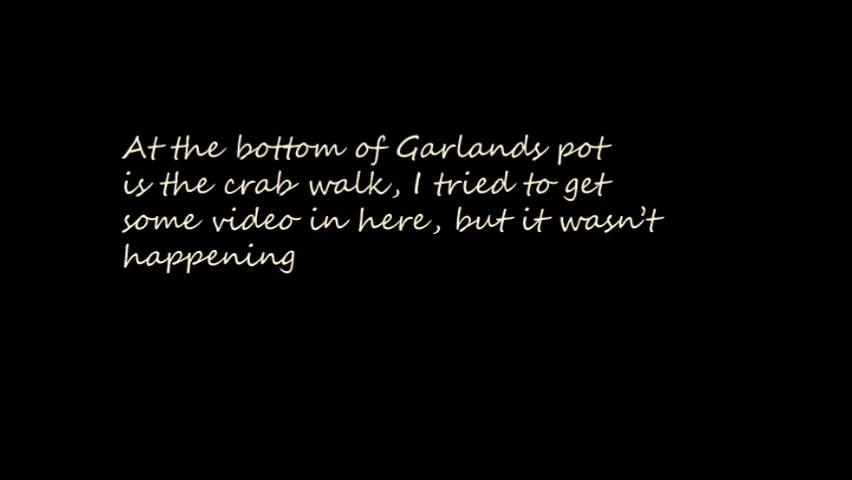 At the bottom of Garlands pot
is the crab walk, I tried to get
some video in here, but it wasn't
happening